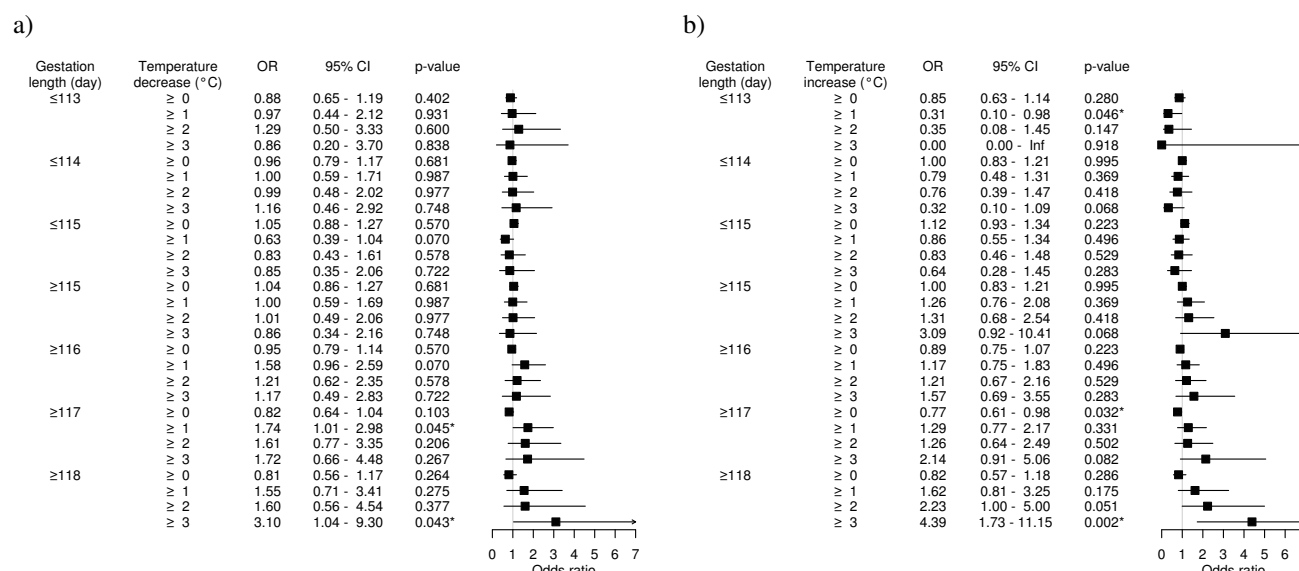 a)
Gestation length (day) Temperature decrease (°C) OR 95% CI p-value
≤113 ≥ 0 0.88 0.65 - 1.19 0.402
≥ 1 0.97 0.44 - 2.12 0.931
≥ 2 1.29 0.50 - 3.33 0.600
≥ 3 0.86 0.20 - 3.70 0.838
≤114 ≥ 0 0.96 0.79 - 1.17 0.681
≥ 1 1.00 0.59 - 1.71 0.987
≥ 2 0.99 0.48 - 2.02 0.977
≥ 3 1.16 0.46 - 2.92 0.748
≤115 ≥ 0 1.05 0.88 - 1.27 0.570
≥ 1 0.63 0.39 - 1.04 0.070
≥ 2 0.83 0.43 - 1.61 0.578
≥ 3 0.85 0.35 - 2.06 0.722
≥115 ≥ 0 1.04 0.86 - 1.27 0.681
≥ 1 1.00 0.59 - 1.69 0.987
≥ 2 1.01 0.49 - 2.06 0.977
≥ 3 0.86 0.34 - 2.16 0.748
≥116 ≥ 0 0.95 0.79 - 1.14 0.570
≥ 1 1.58 0.96 - 2.59 0.070
≥ 2 1.21 0.62 - 2.35 0.578
≥ 3 1.17 0.49 - 2.83 0.722
≥117 ≥ 0 0.82 0.64 - 1.04 0.103
≥ 1 1.74 1.01 - 2.98 0.045*
≥ 2 1.61 0.77 - 3.35 0.206
≥ 3 1.72 0.66 - 4.48 0.267
≥118 ≥ 0 0.81 0.56 - 1.17 0.264
≥ 1 1.55 0.71 - 3.41 0.275
≥ 2 1.60 0.56 - 4.54 0.377
≥ 3 3.10 1.04 - 9.30 0.043*
0 1 2 3 4 5 6 7
Odds ratio
b)
Gestation length (day) Temperature increase (°C) OR 95% CI p-value
≤113 ≥ 0 0.85 0.63 - 1.14 0.280
≥ 1 0.31 0.10 - 0.98 0.046*
≥ 2 0.35 0.08 - 1.45 0.147
≥ 3 0.00 0.00 - Inf 0.918
≤114 ≥ 0 1.00 0.83 - 1.21 0.995
≥ 1 0.79 0.48 - 1.31 0.369
≥ 2 0.76 0.39 - 1.47 0.418
≥ 3 0.32 0.10 - 1.09 0.068
≤115 ≥ 0 1.12 0.93 - 1.34 0.223
≥ 1 0.86 0.55 - 1.34 0.496
≥ 2 0.83 0.46 - 1.48 0.529
≥ 3 0.64 0.28 - 1.45 0.283
≥115 ≥ 0 1.00 0.83 - 1.21 0.995
≥ 1 1.26 0.76 - 2.08 0.369
≥ 2 1.31 0.68 - 2.54 0.418
≥ 3 3.09 0.92 - 10.41 0.068
≥116 ≥ 0 0.89 0.75 - 1.07 0.223
≥ 1 1.17 0.75 - 1.83 0.496
≥ 2 1.21 0.67 - 2.16 0.529
≥ 3 1.57 0.69 - 3.55 0.283
≥117 ≥ 0 0.77 0.61 - 0.98 0.032*
≥ 1 1.29 0.77 - 2.17 0.331
≥ 2 1.26 0.64 - 2.49 0.502
≥ 3 2.14 0.91 - 5.06 0.082
≥118 ≥ 0 0.82 0.57 - 1.18 0.286
≥ 1 1.62 0.81 - 3.25 0.175
≥ 2 2.23 1.00 - 5.00 0.051
≥ 3 4.39 1.73 - 11.15 0.002*
0 1 2 3 4 5 6
Odds ratio